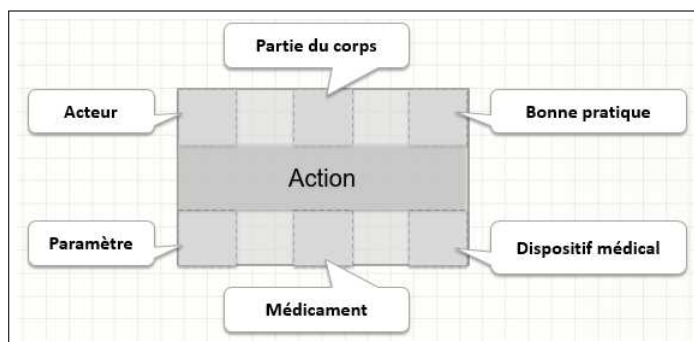 Partie du corps
Acteur
Bonne pratique
Action
Paramètre
Dispositif médical
Médicament